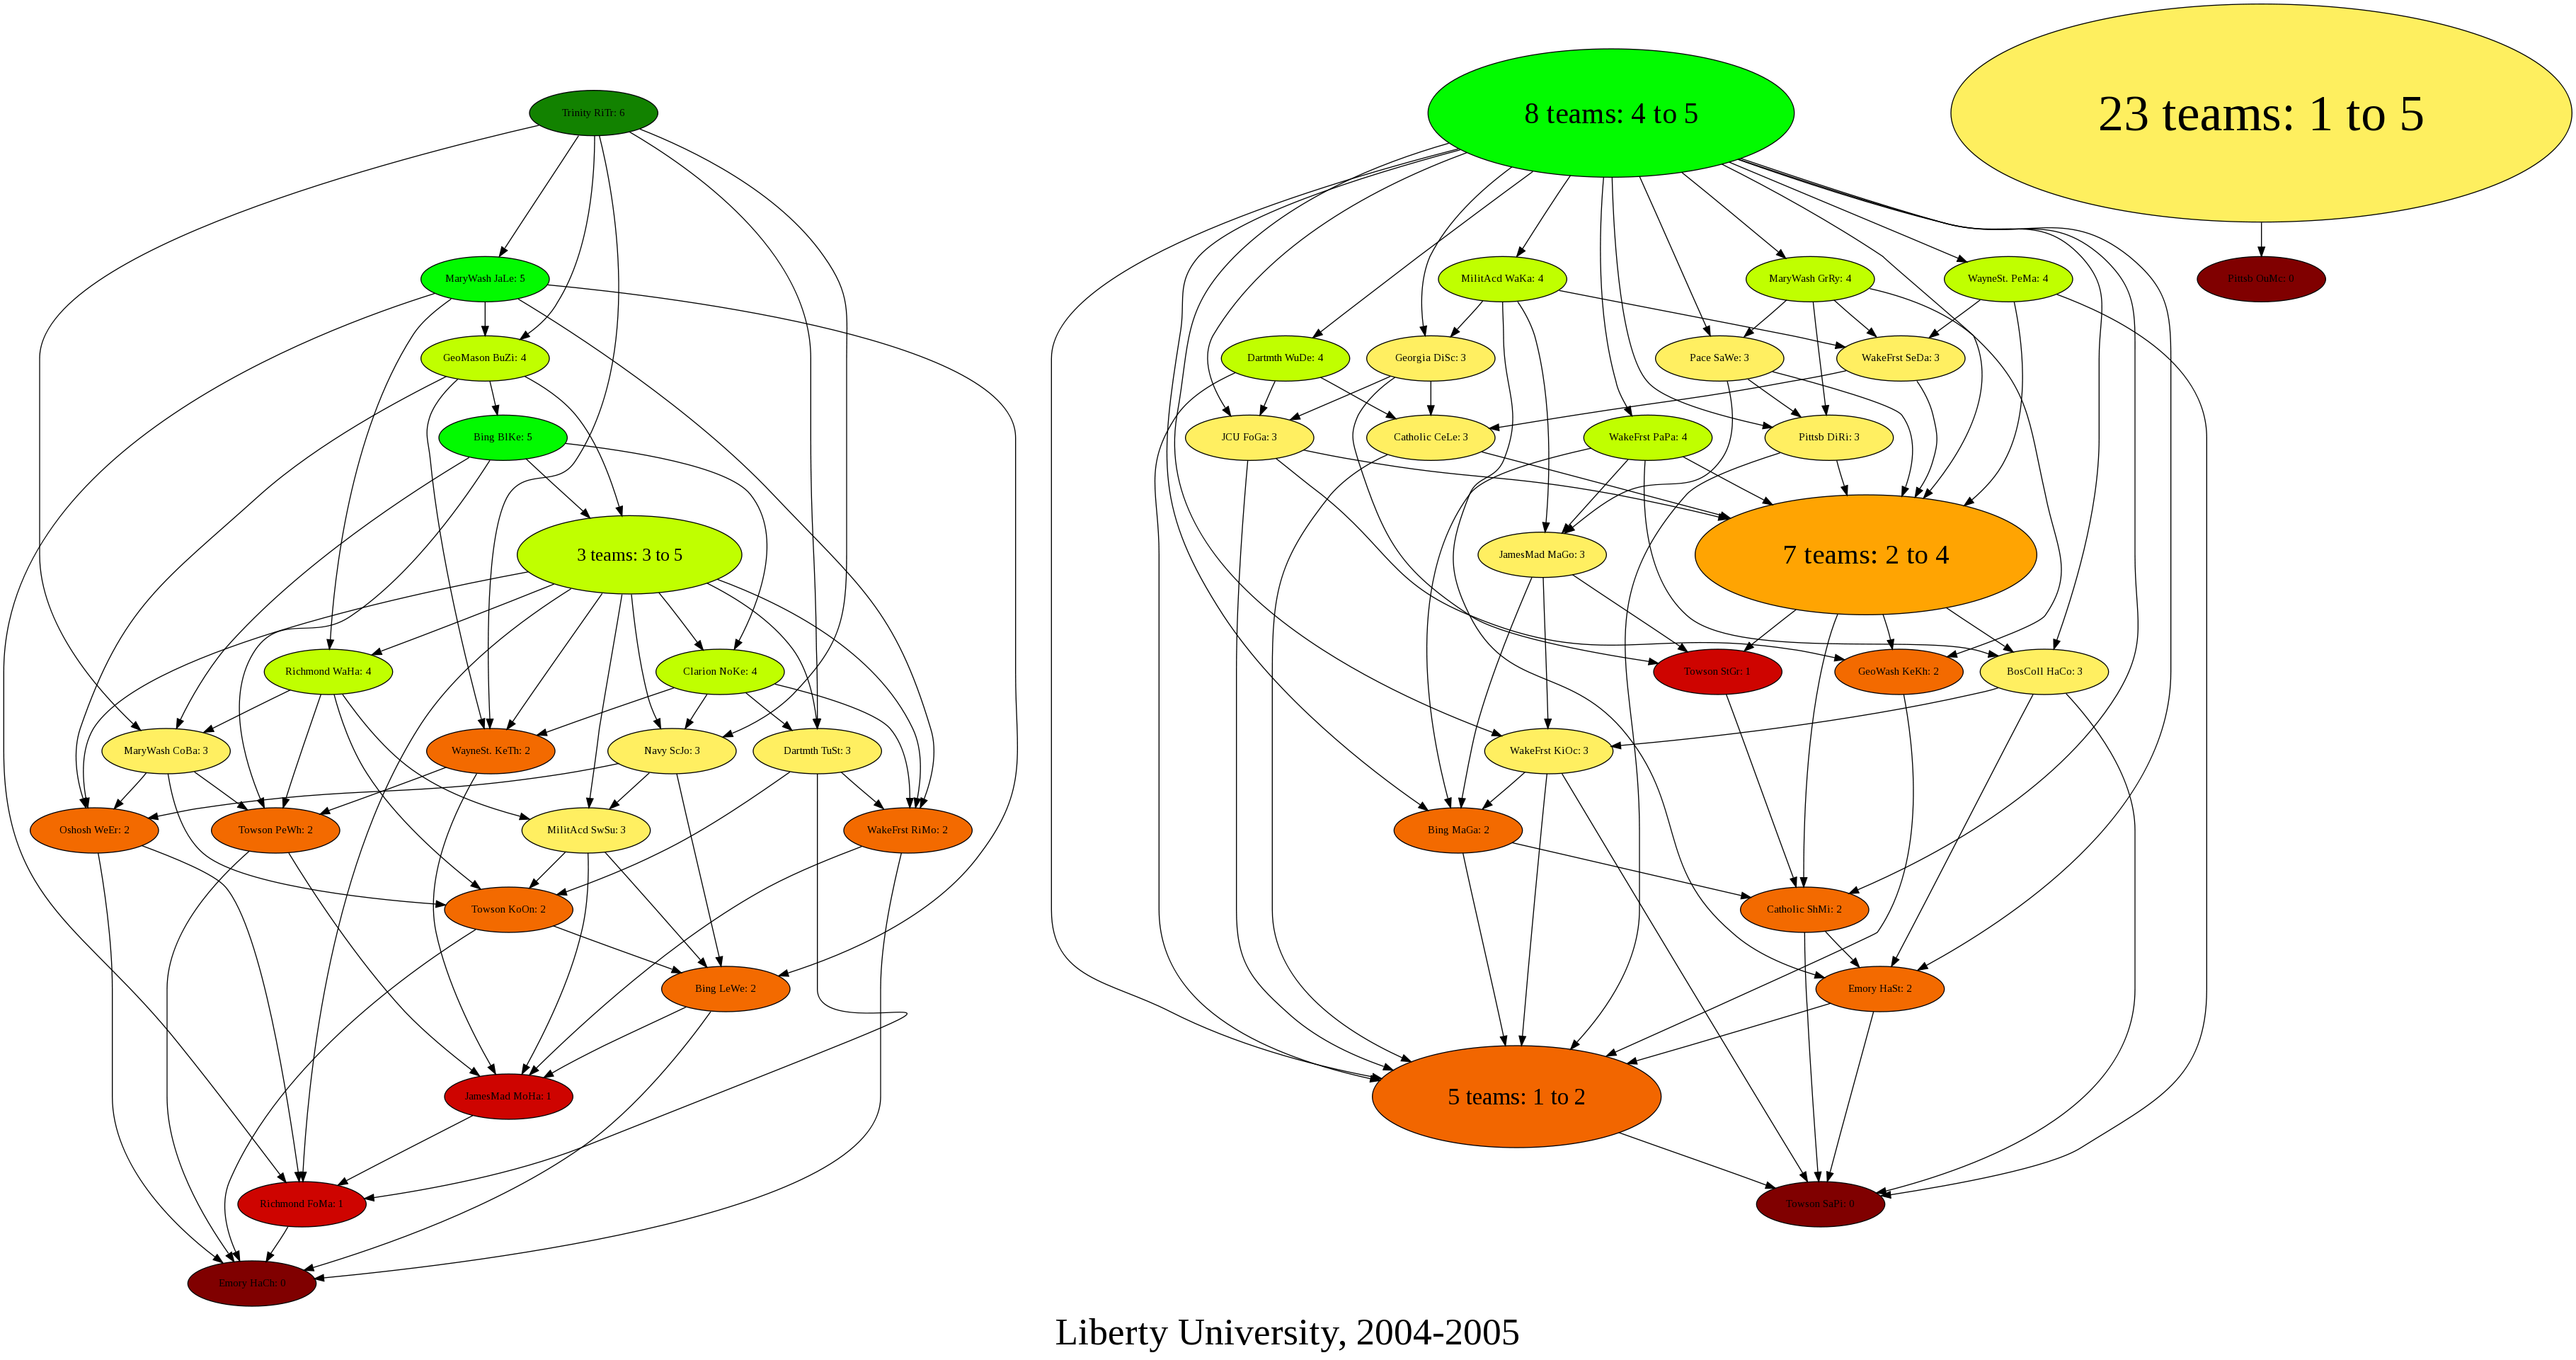 Trinity RiTr: 6
MaryWash JaLe: 5
GeoMason BuZi: 4
Bing BlKe: 5
3 teams: 3 to 5
Richmond WaHa: 4
Clarion NoKe: 4
MaryWash CoBa: 3
WayneSt. KeTh: 2
Navy ScJo: 3
Dartmth TuSt: 3
Oshosh WeEr: 2
Towson PeWh: 2
MilitAcd SwSu: 3
WakeFrst RiMo: 2
Towson KoOn: 2
Bing LeWe: 2
JamesMad MoHa: 1
Richmond FoMa: 1
Emory HaCh: 0
8 teams: 4 to 5
MilitAcd WaKa: 4
MaryWash GrRy: 4
WayneSt. PeMa: 4
Dartmth WuDe: 4
Georgia DiSc: 3
Pace SaWe: 3
WakeFrst SeDa: 3
JCU FoGa: 3
Catholic CeLe: 3
WakeFrst PaPa: 4
Pittsb DiRi: 3
JamesMad MaGo: 3
7 teams: 2 to 4
Towson StGr: 1
GeoWash KeKh: 2
BosColl HaCo: 3
WakeFrst KiOc: 3
Bing MaGa: 2
Catholic ShMi: 2
Emory HaSt: 2
5 teams: 1 to 2
Towson SaPi: 0
23 teams: 1 to 5
Pittsb OuMc: 0
Liberty University, 2004-2005